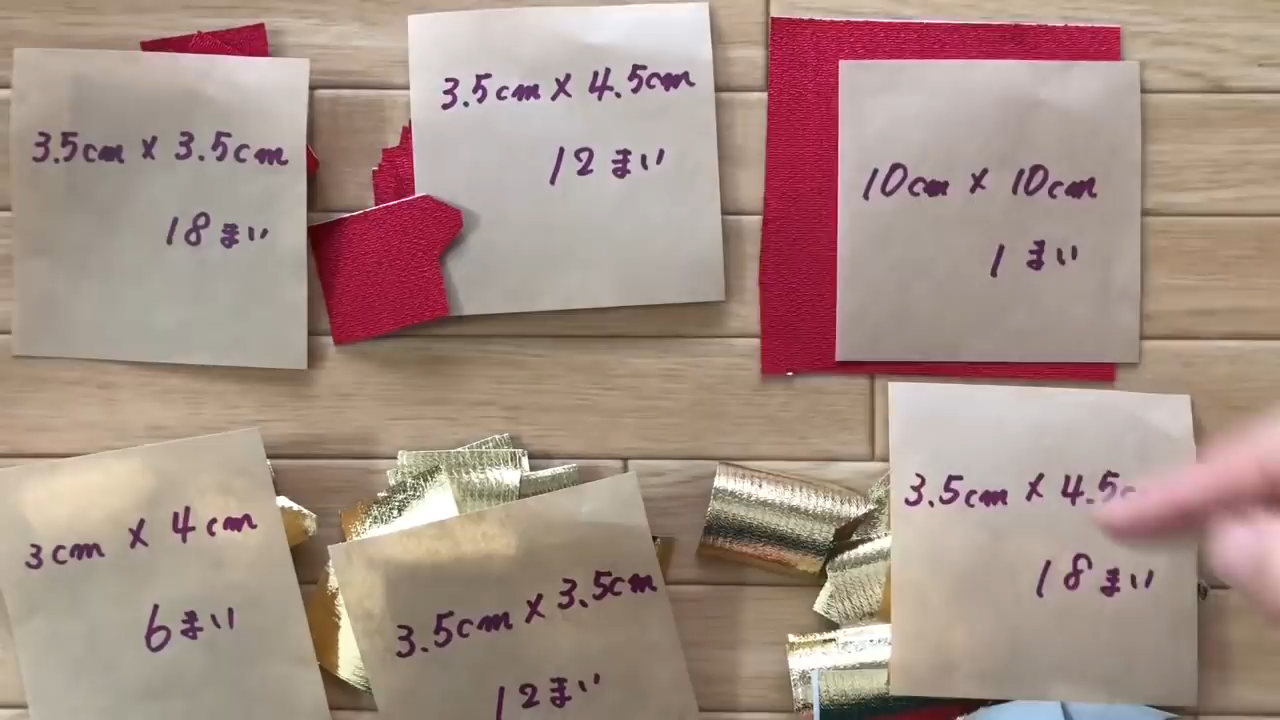 3.5cm × 3.5cm
18まい
3.5cm × 4.5cm
12まい
10cm × 10cm
1まい
3cm × 4cm
6まい
3.5cm × 3.5cm
12まい
3.5cm × 4.5c
18まい